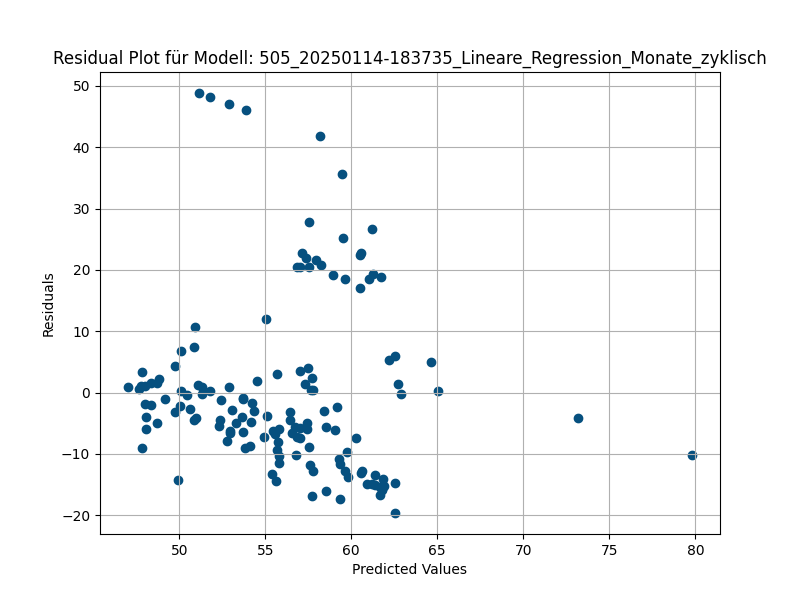 Residual Plot für Modell: 505_20250114-183735_Lineare_Regression_Monate_zyklisch
50
40
30
20
10
0
−10
−20
Residuals
50 55 60 65 70 75 80
Predicted Values